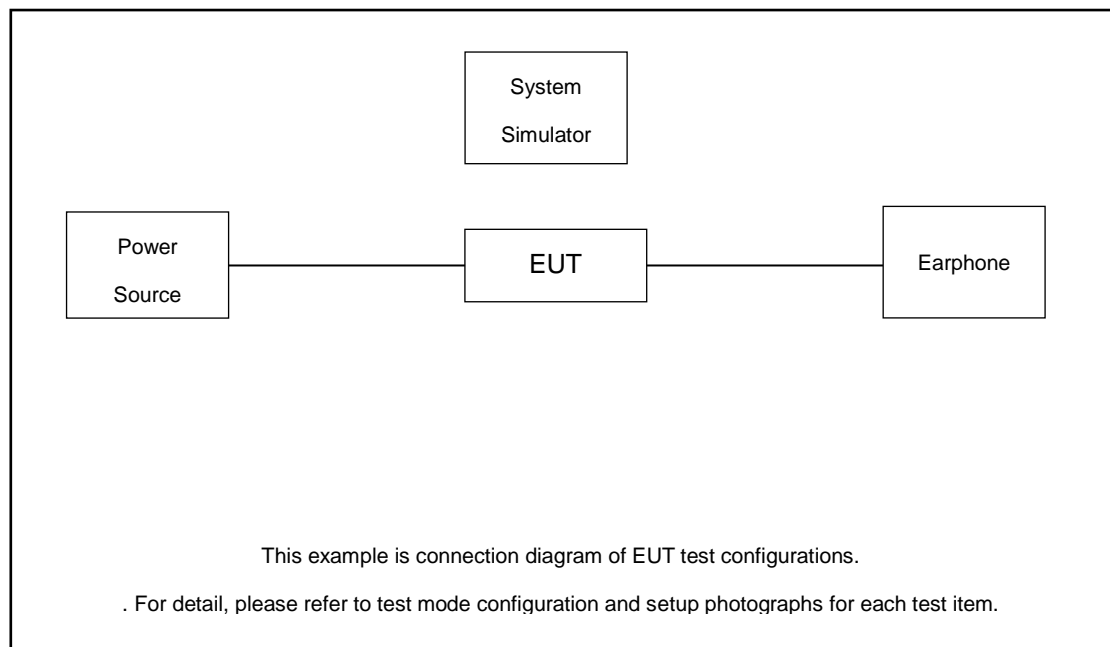 System
Simulator
Power
Source
EUT
Earphone
This example is connection diagram of EUT test configurations.
. For detail, please refer to test mode configuration and setup photographs for each test item.